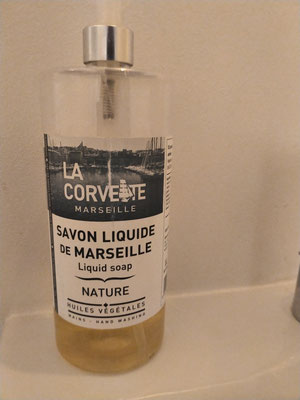 LA
CORVETTE
MARSEILLE
SAVON LIQUIDE
DE MARSEILLE
Liquid soap
NATURE
HUILES VÉGÉTALES
MAINS - HAND WASHING